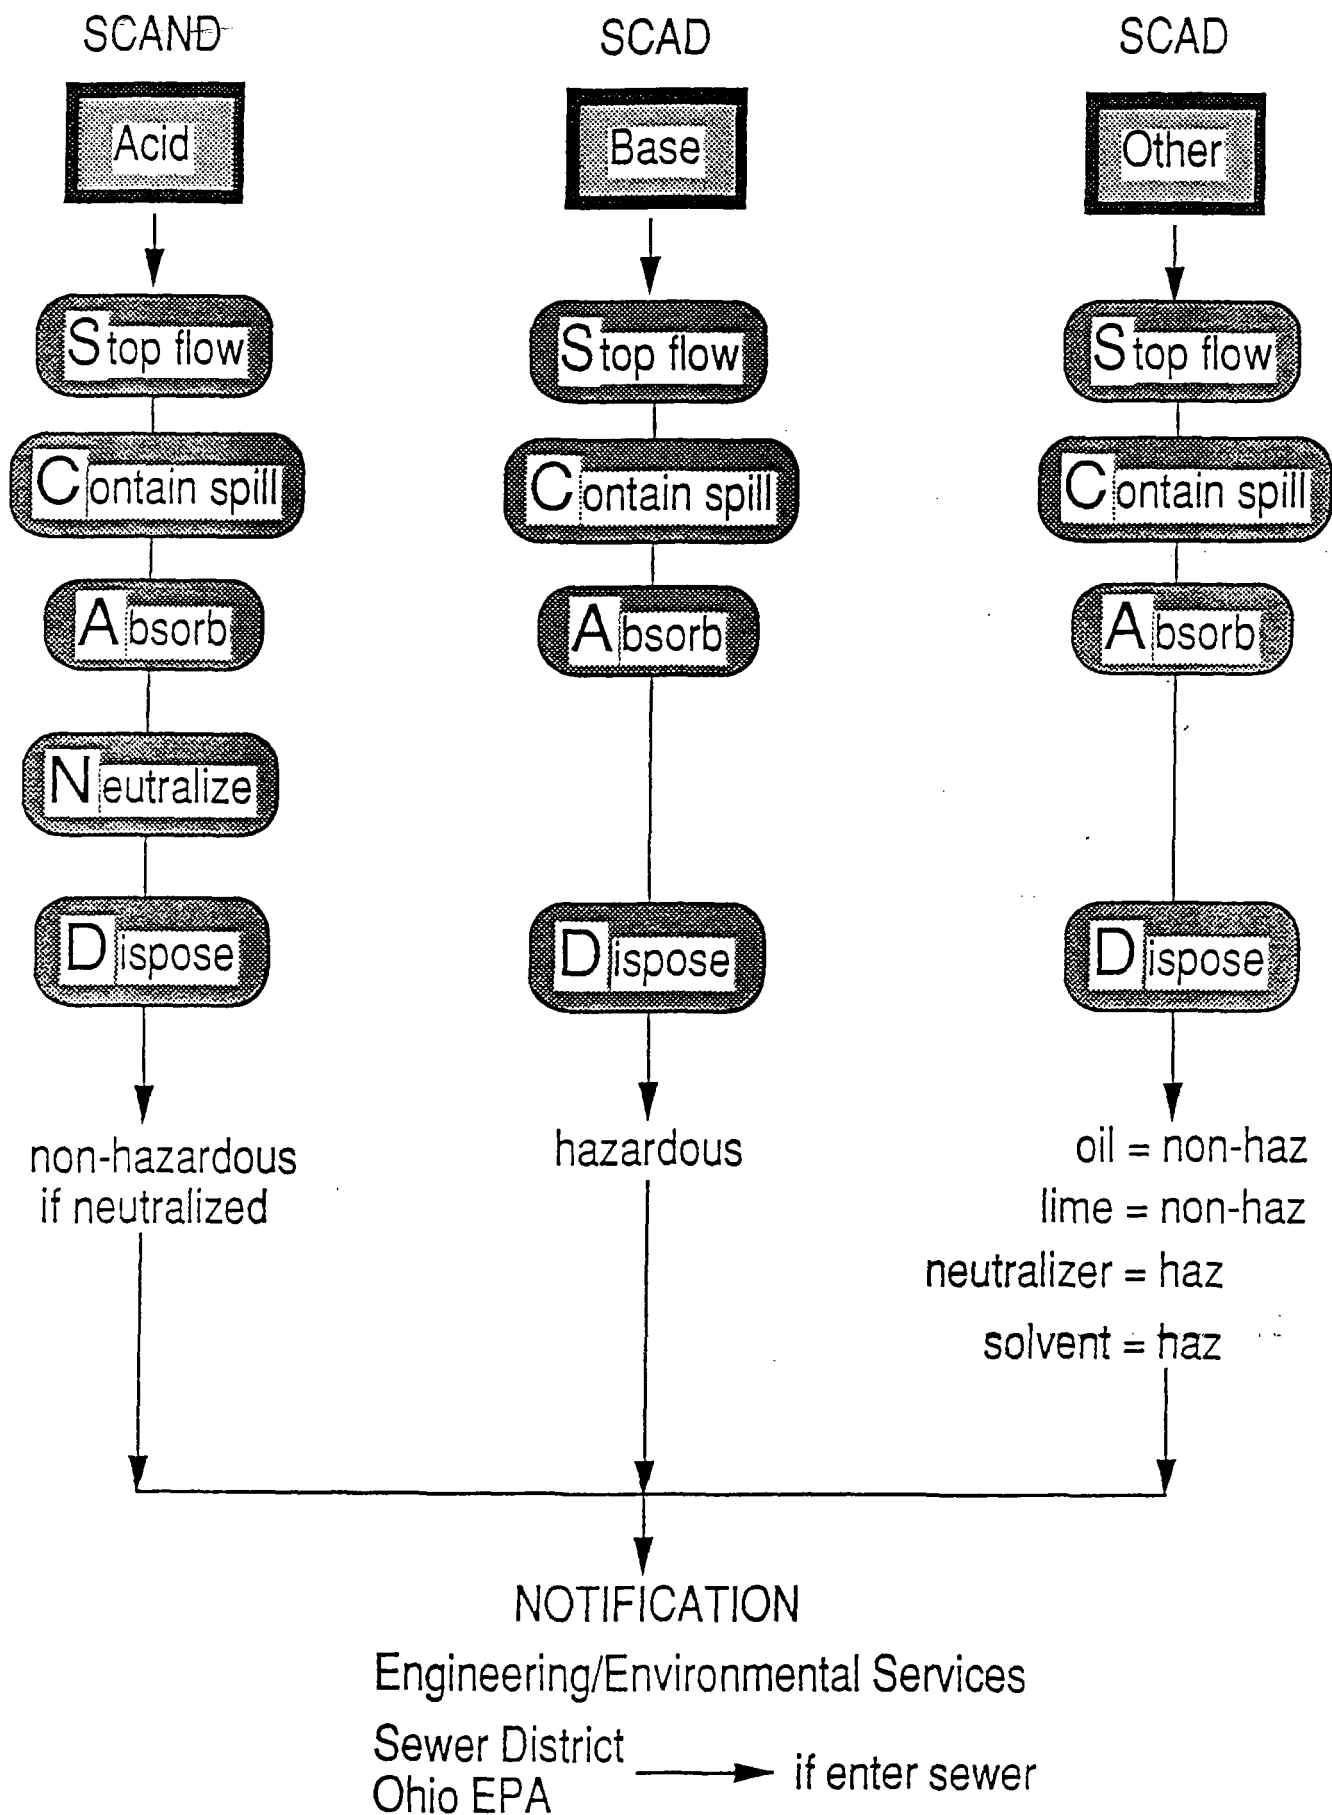 SCAND
Acid
Stop flow
Contain spill
Absorb
Neutralize
Dispose
non-hazardous
if neutralized
SCAD
Base
Stop flow
Contain spill
Absorb
Dispose
hazardous
SCAD
Other
Stop flow
Contain spill
Absorb
Dispose
oil = non-haz
lime = non-haz
neutralizer = haz
solvent = haz
NOTIFICATION
Engineering/Environmental Services
Sewer District
Ohio EPA
if enter sewer